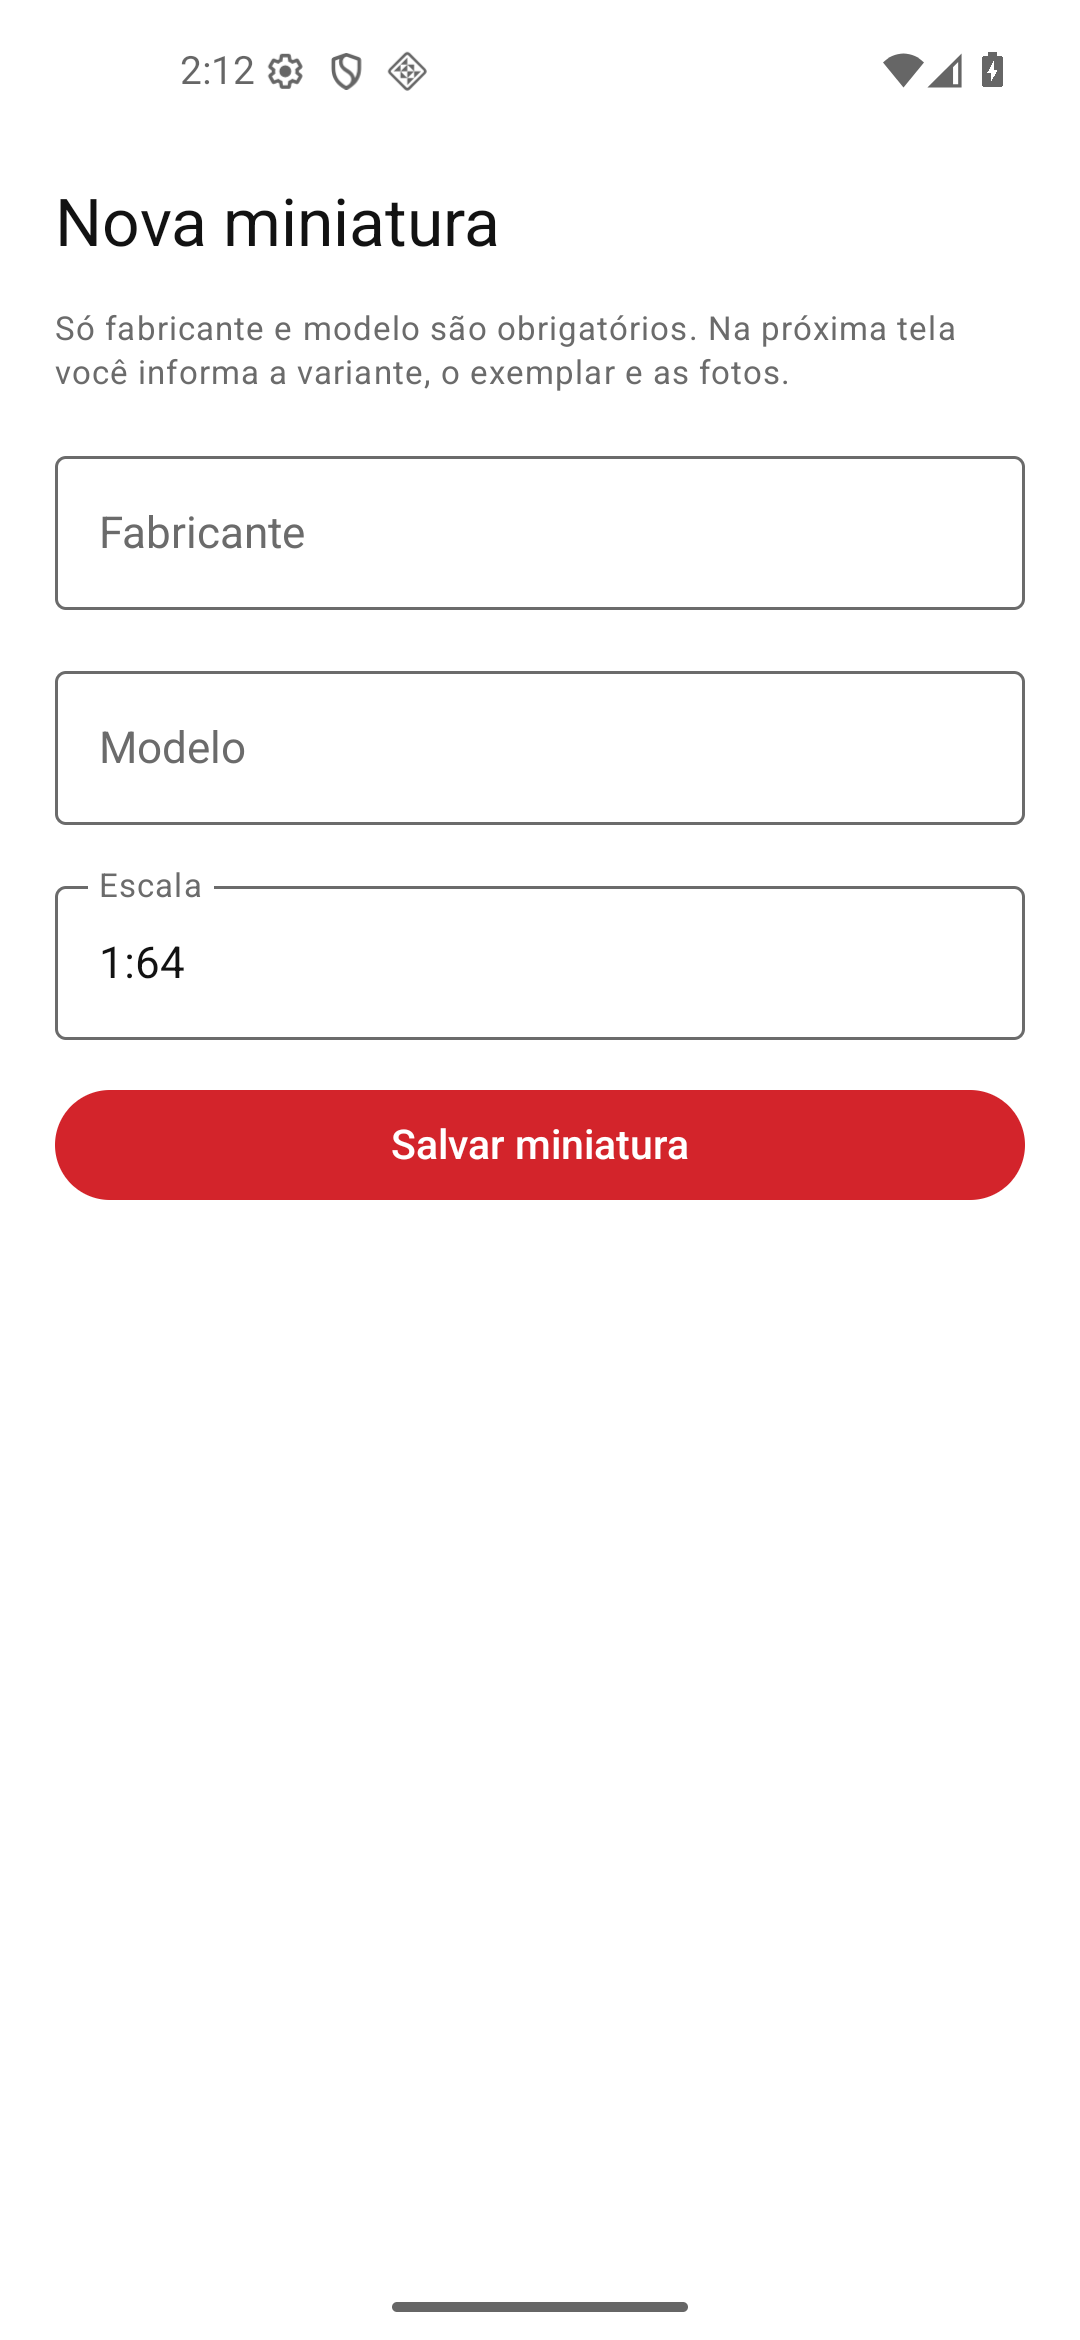 2:12
Nova miniatura
Só fabricante e modelo são obrigatórios. Na próxima tela
você informa a variante, o exemplar e as fotos.
Fabricante
Modelo
Escala
1:64
Salvar miniatura